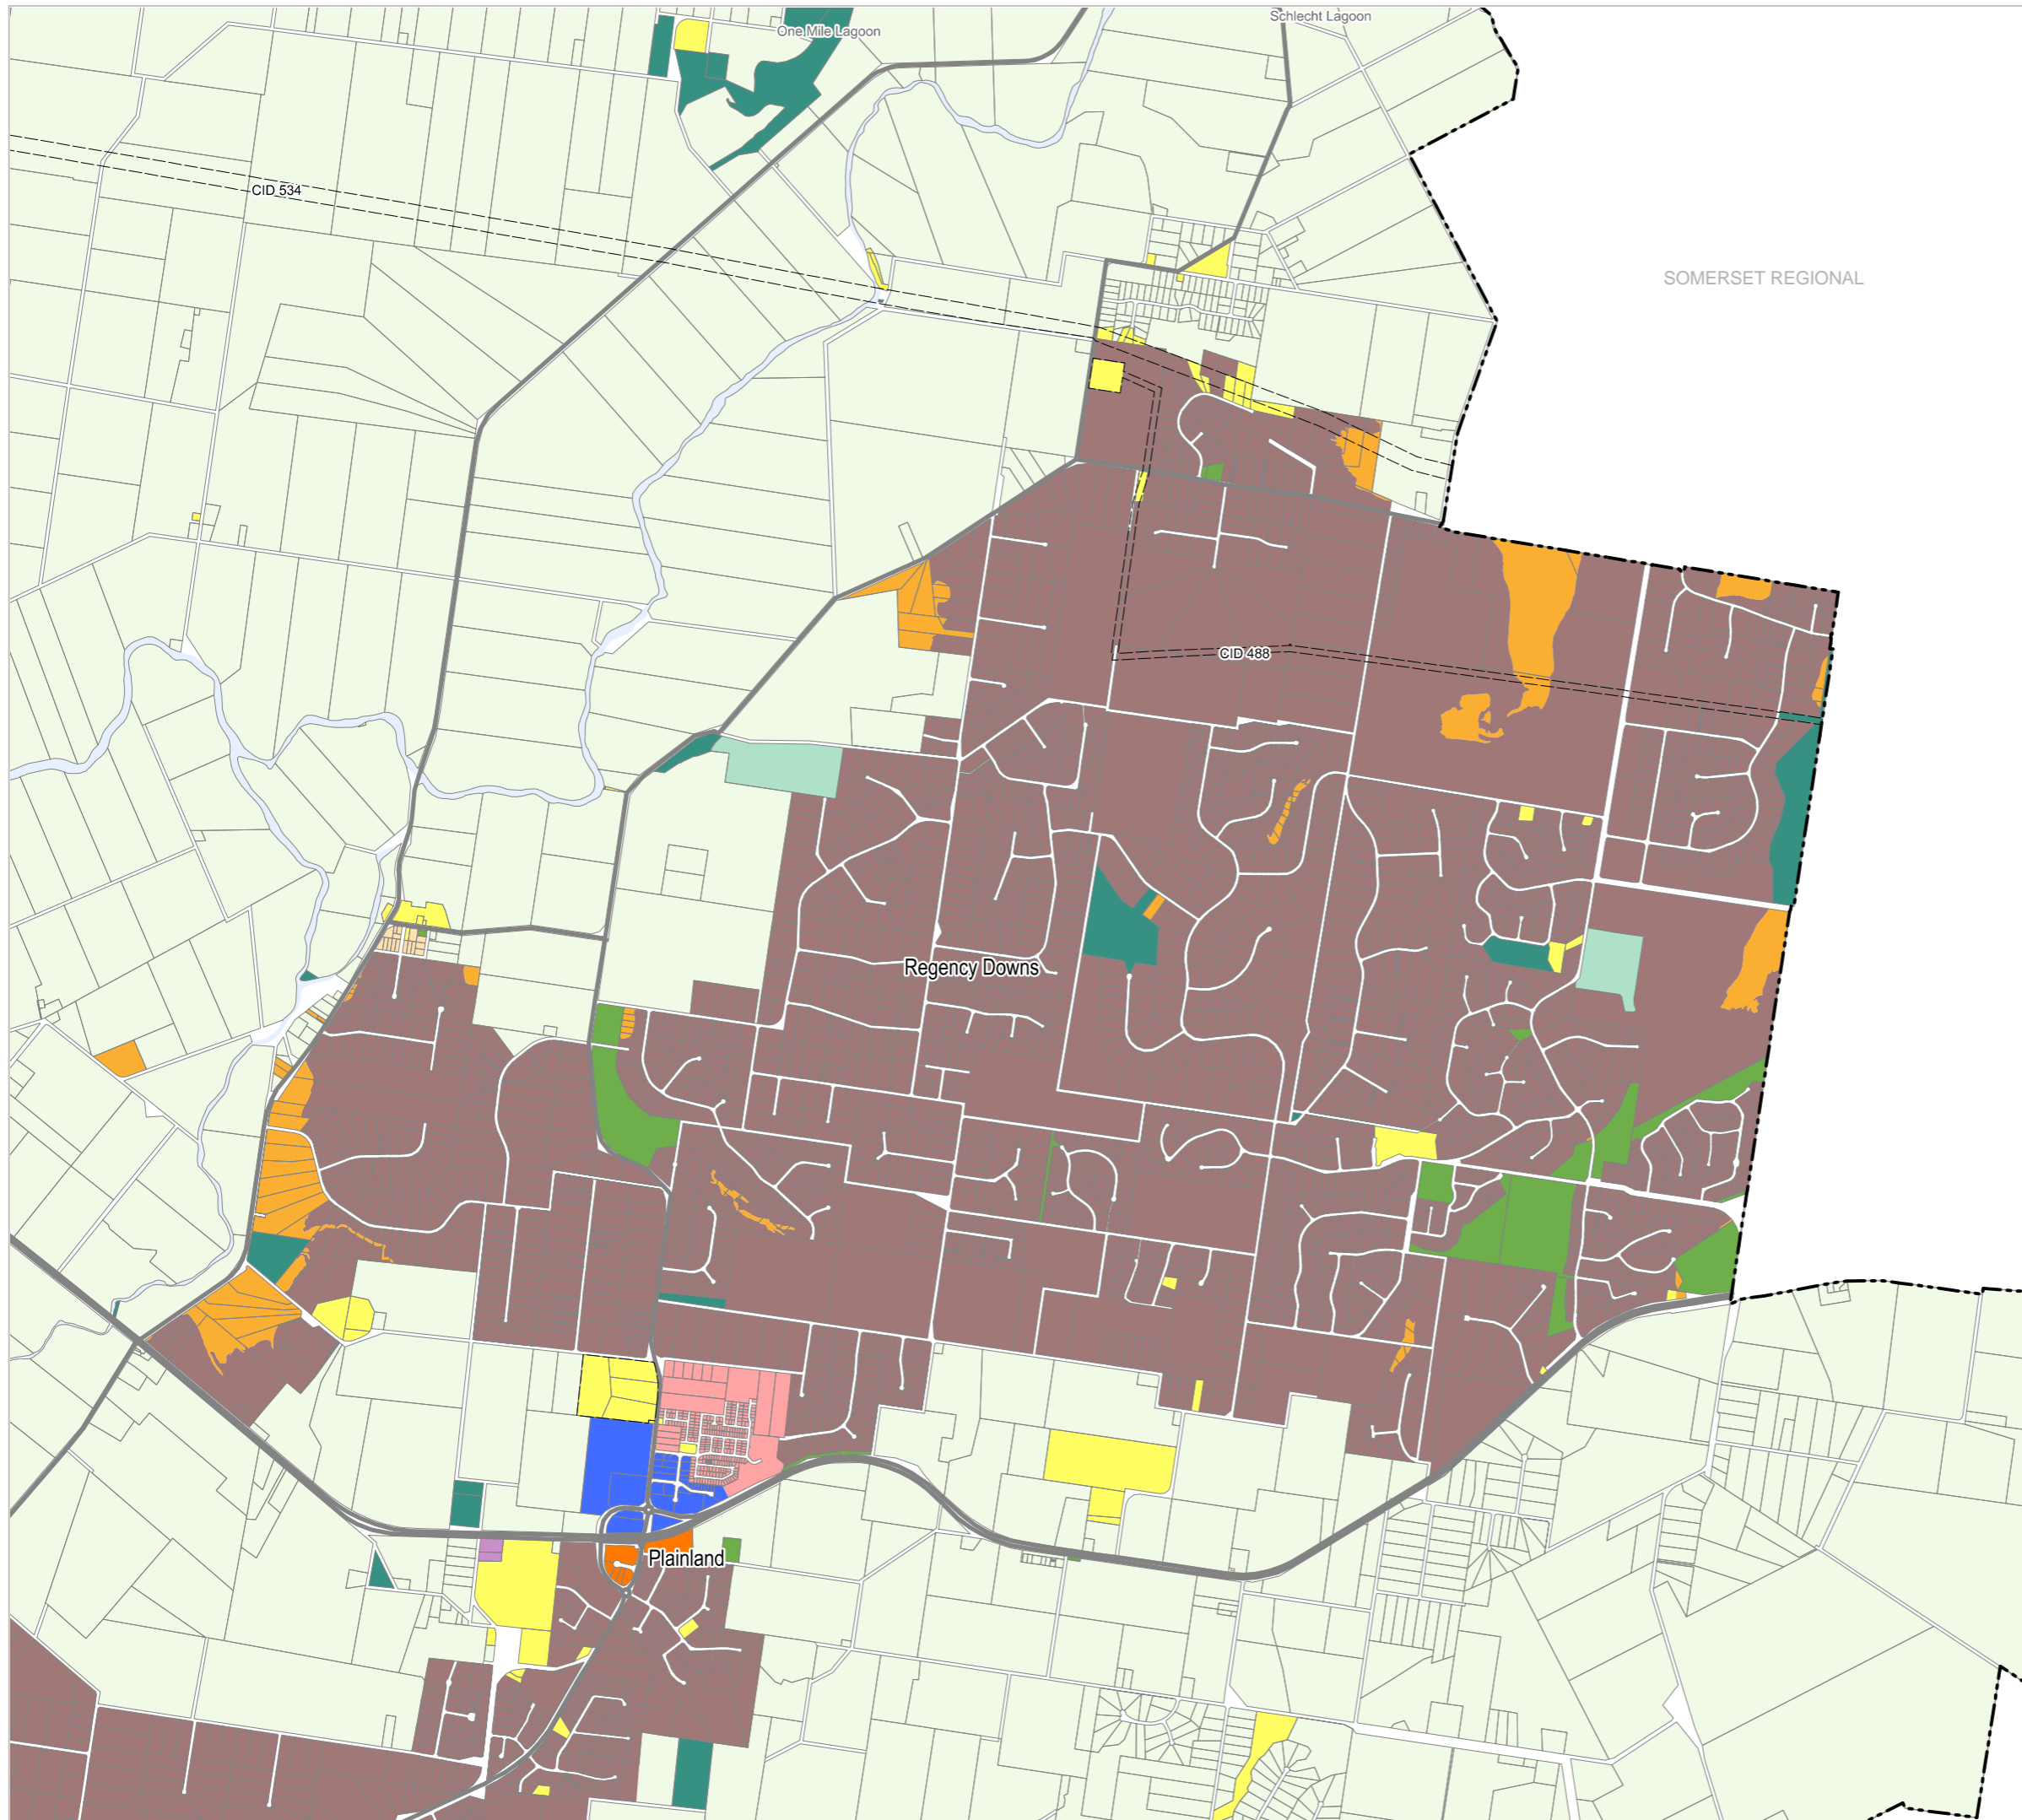 Schlecht Lagoon
One Mile Lagoon
CID 534
SOMERSET REGIONAL
CID 488
Regency Downs
Plainland